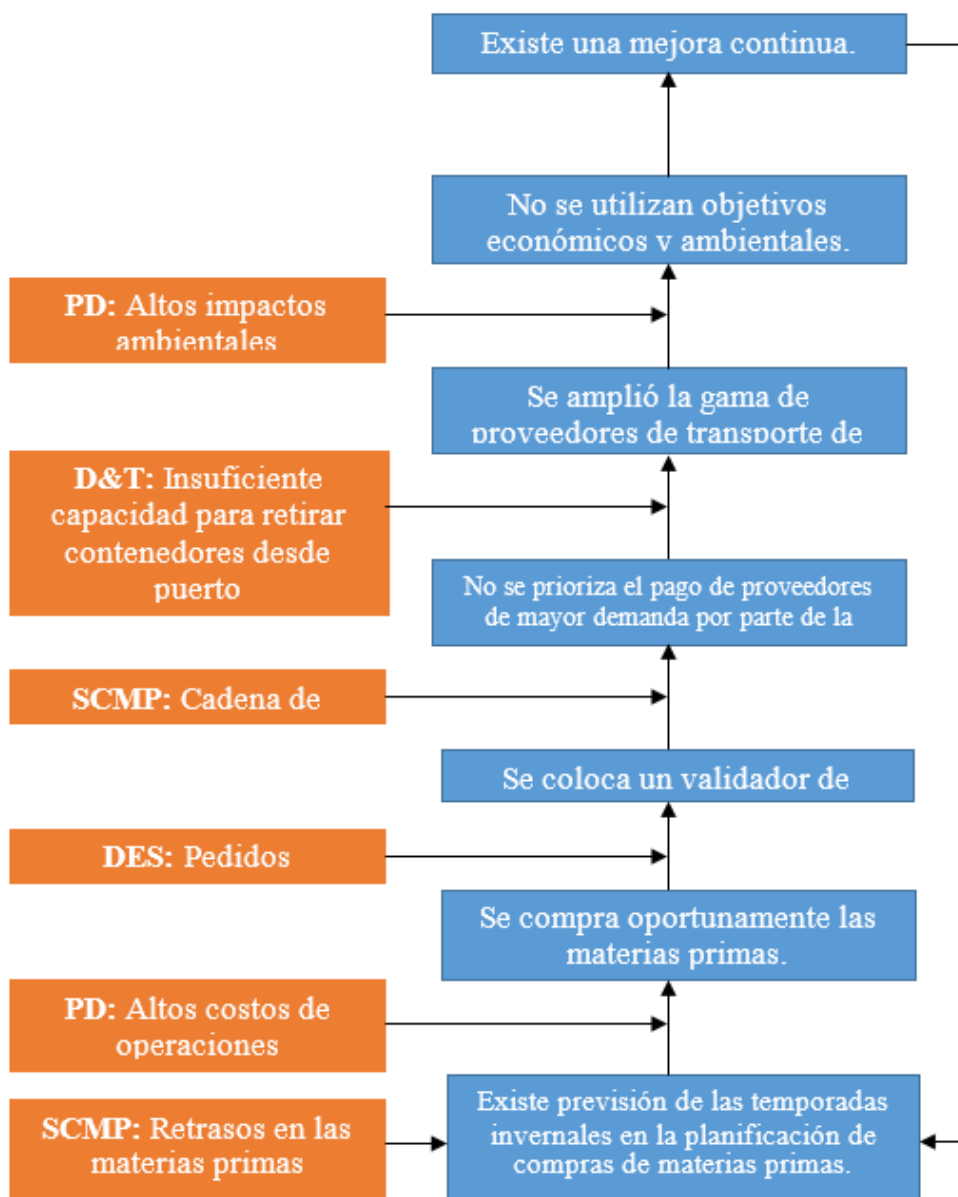 Existe una mejora continua.
No se utilizan objetivos
económicos y ambientales.
PD: Altos impactos
ambientales
Se amplió la gama de
proveedores de transporte de
D&T: Insuficiente
capacidad para retirar
contenedores desde
puerto
No se prioriza el pago de proveedores
de mayor demanda por parte de la
SCMP: Cadena de
Se coloca un validador de
DES: Pedidos
Se compra oportunamente las
materias primas.
PD: Altos costos de
operaciones
SCMP: Retrasos en las
materias primas
Existe previsión de las temporadas
invernales en la planificación de
compras de materias primas.